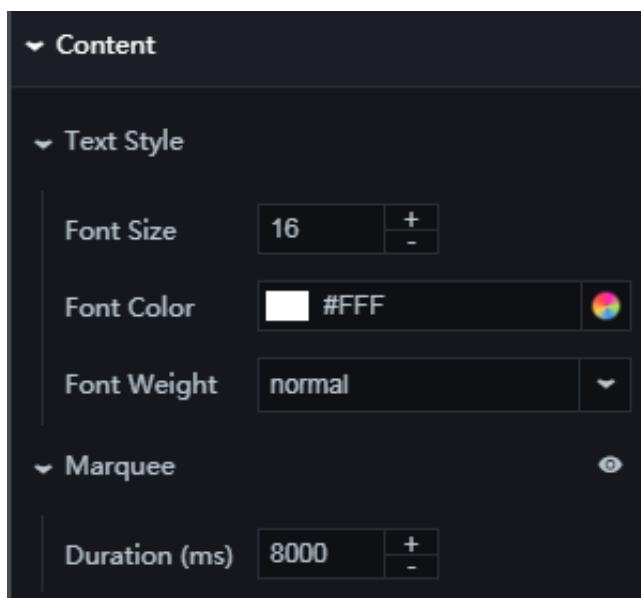 Content
Text Style
Font Size 16 + -
Font Color #FFF
Font Weight normal
Marquee
Duration (ms) 8000 + -